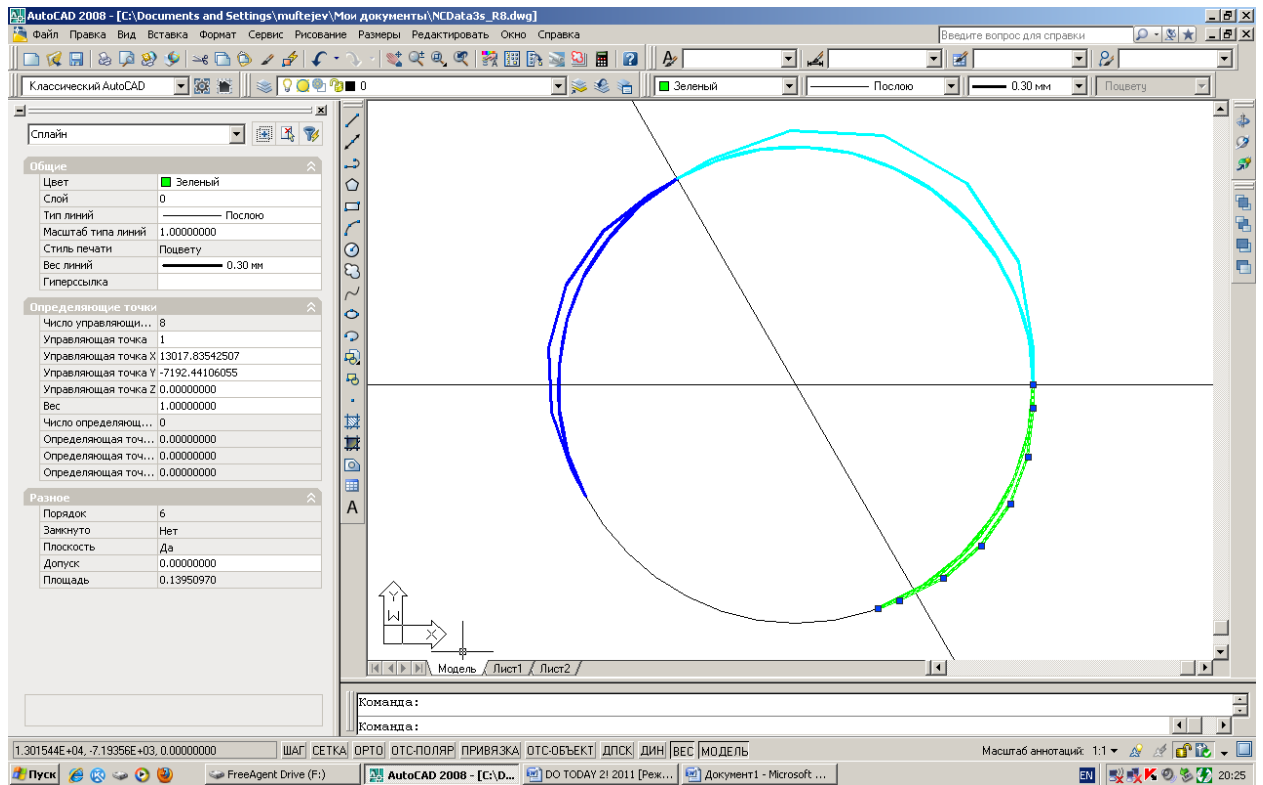 AutoCAD 2008 - [C:\Documents and Settings\muftejev\Мои документы\NCData3s_R8.dwg]
Файл Правка Вид Вставка Формат Сервис Рисование Размеры Редактировать Окно Справка
Введите вопрос для справки
Классический AutoCAD
0
Зеленый
Послою
0.30 мм
Поцвету
Сплайн
Общие
Цвет Зеленый
Слой 0
Тип линий Послою
Масштаб типа линий 1.00000000
Стиль печати Поцвету
Вес линий 0.30 мм
Гиперссылка
Определяющие точки
Число управляющи... 8
Управляющая точка 1
Управляющая точка X 13017.83542507
Управляющая точка Y -7192.44106055
Управляющая точка Z 0.00000000
Вес 1.00000000
Число определяющ... 0
Определяющая точ... 0.00000000
Определяющая точ... 0.00000000
Определяющая точ... 0.00000000
Разное
Порядок 6
Замкнуто Нет
Плоскость Да
Допуск 0.00000000
Площадь 0.13950970
A
Y
W
X
Модель Лист1 Лист2
Команда:
Команда:
1.301544E+04, -7.19356E+03, 0.00000000 ШАГ СЕТКА ОРТО ОТС-ПОЛЯР ПРИВЯЗКА ОТС-ОБЪЕКТ ДПСК ДИН ВЕС МОДЕЛЬ Масштаб аннотаций: 1:1
Пуск FreeAgent Drive (F:) AutoCAD 2008 - [C:\D... DO TODAY 2! 2011 [Реж... Документ1 - Microsoft ... EN 20:25